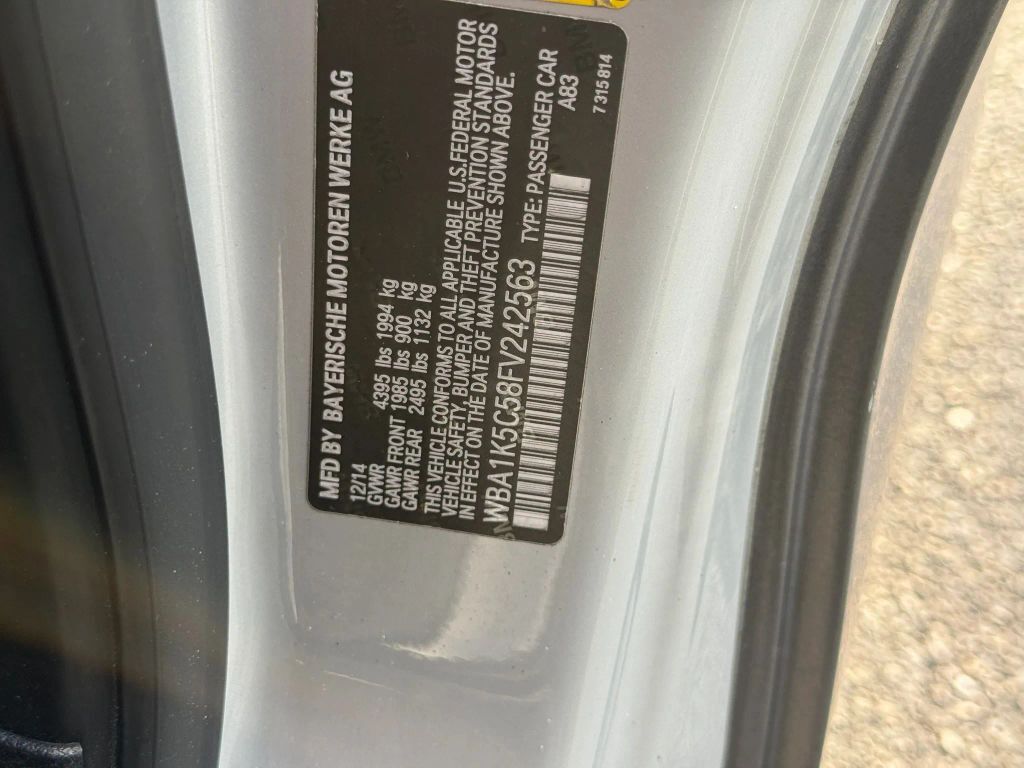 MFD BY BAYERISCHE MOTOREN WERKE AG
12/14
GVWR 4395 lbs 1994 kg
GAWR FRONT 1985 lbs 900 kg
GAWR REAR 2495 lbs 1132 kg
THIS VEHICLE CONFORMS TO ALL APPLICABLE U.S.FEDERAL MOTOR
VEHICLE SAFETY, BUMPER AND THEFT PREVENTION STANDARDS
IN EFFECT ON THE DATE OF MANUFACTURE SHOWN ABOVE.
WBA1K5C58FV242563 TYPE: PASSENGER CAR
A83
7315814